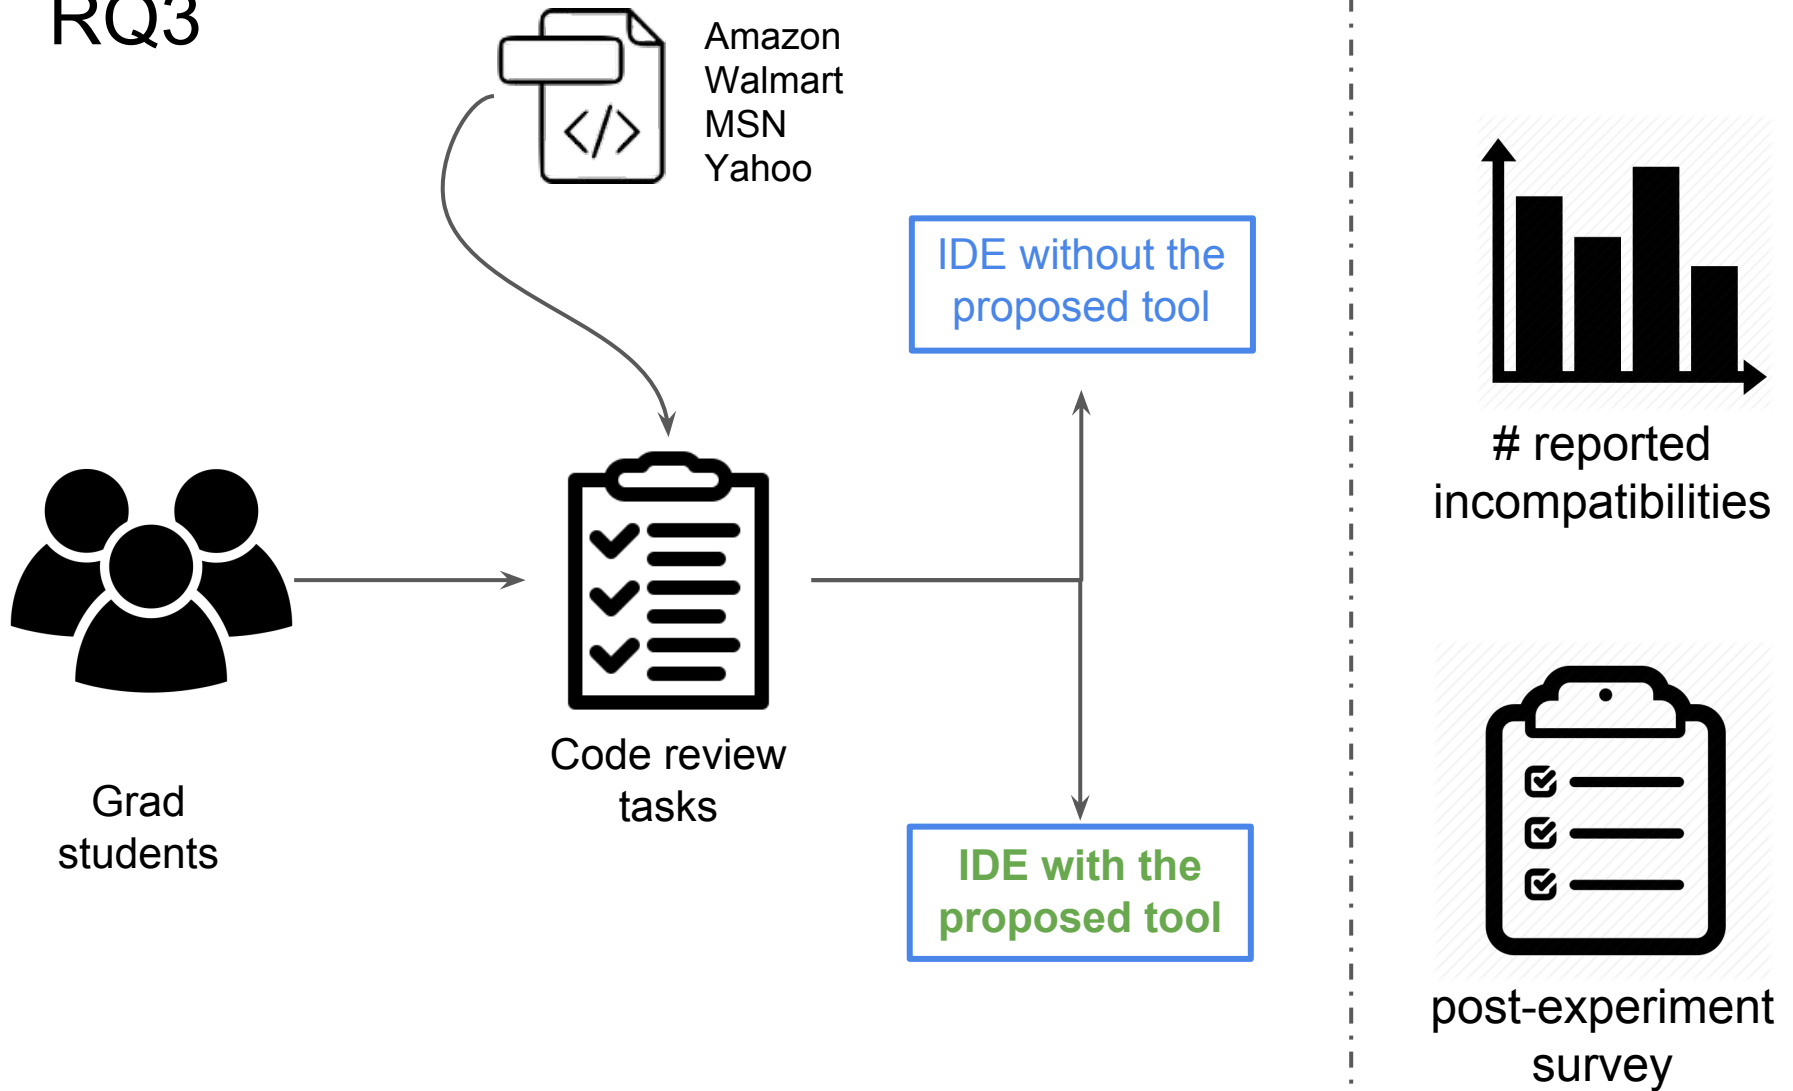 RQ3
Amazon
Walmart
MSN
Yahoo
</>
IDE without the
proposed tool
Grad
students
Code review
tasks
IDE with the
proposed tool
# reported
incompatibilities
post-experiment
survey